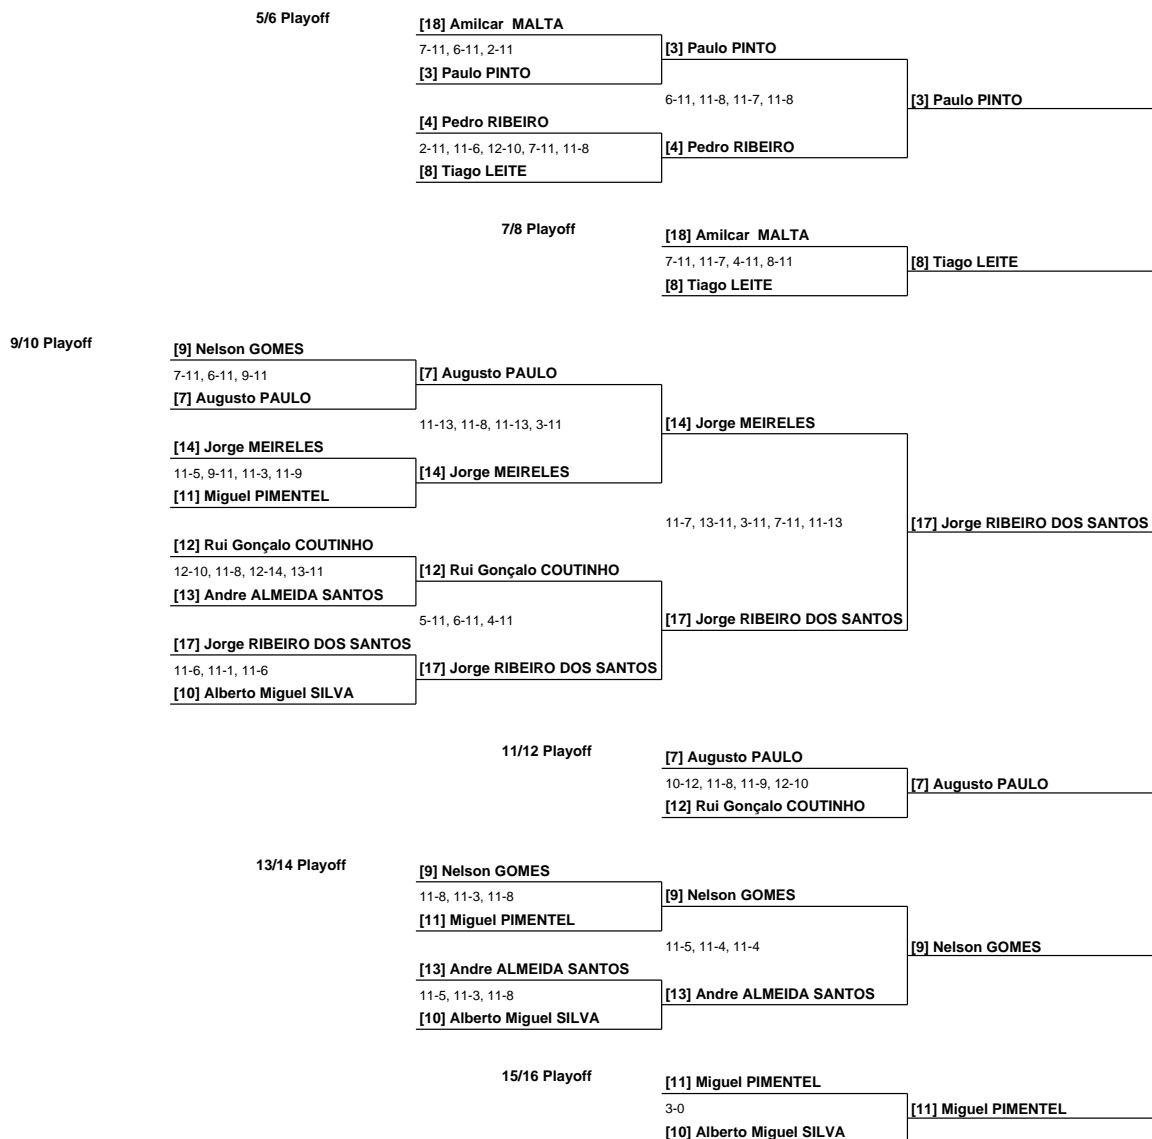 5/6 Playoff
[18] Amilcar  MALTA
7-11, 6-11, 2-11
[3] Paulo PINTO
[3] Paulo PINTO
6-11, 11-8, 11-7, 11-8
[3] Paulo PINTO
[4] Pedro RIBEIRO
2-11, 11-6, 12-10, 7-11, 11-8
[4] Pedro RIBEIRO
[8] Tiago LEITE
7/8 Playoff
[18] Amilcar  MALTA
7-11, 11-7, 4-11, 8-11
[8] Tiago LEITE
[8] Tiago LEITE
9/10 Playoff
[9] Nelson GOMES
7-11, 6-11, 9-11
[7] Augusto PAULO
[7] Augusto PAULO
11-13, 11-8, 11-13, 3-11
[14] Jorge MEIRELES
[14] Jorge MEIRELES
11-5, 9-11, 11-3, 11-9
[14] Jorge MEIRELES
[11] Miguel PIMENTEL
11-7, 13-11, 3-11, 7-11, 11-13
[17] Jorge RIBEIRO DOS SANTOS
[12] Rui Gonçalo COUTINHO
12-10, 11-8, 12-14, 13-11
[12] Rui Gonçalo COUTINHO
[13] Andre ALMEIDA SANTOS
5-11, 6-11, 4-11
[17] Jorge RIBEIRO DOS SANTOS
[17] Jorge RIBEIRO DOS SANTOS
11-6, 11-1, 11-6
[17] Jorge RIBEIRO DOS SANTOS
[10] Alberto Miguel SILVA
11/12 Playoff
[7] Augusto PAULO
10-12, 11-8, 11-9, 12-10
[7] Augusto PAULO
[12] Rui Gonçalo COUTINHO
13/14 Playoff
[9] Nelson GOMES
11-8, 11-3, 11-8
[9] Nelson GOMES
[11] Miguel PIMENTEL
11-5, 11-4, 11-4
[9] Nelson GOMES
[13] Andre ALMEIDA SANTOS
11-5, 11-3, 11-8
[13] Andre ALMEIDA SANTOS
[10] Alberto Miguel SILVA
15/16 Playoff
[11] Miguel PIMENTEL
3-0
[11] Miguel PIMENTEL
[10] Alberto Miguel SILVA